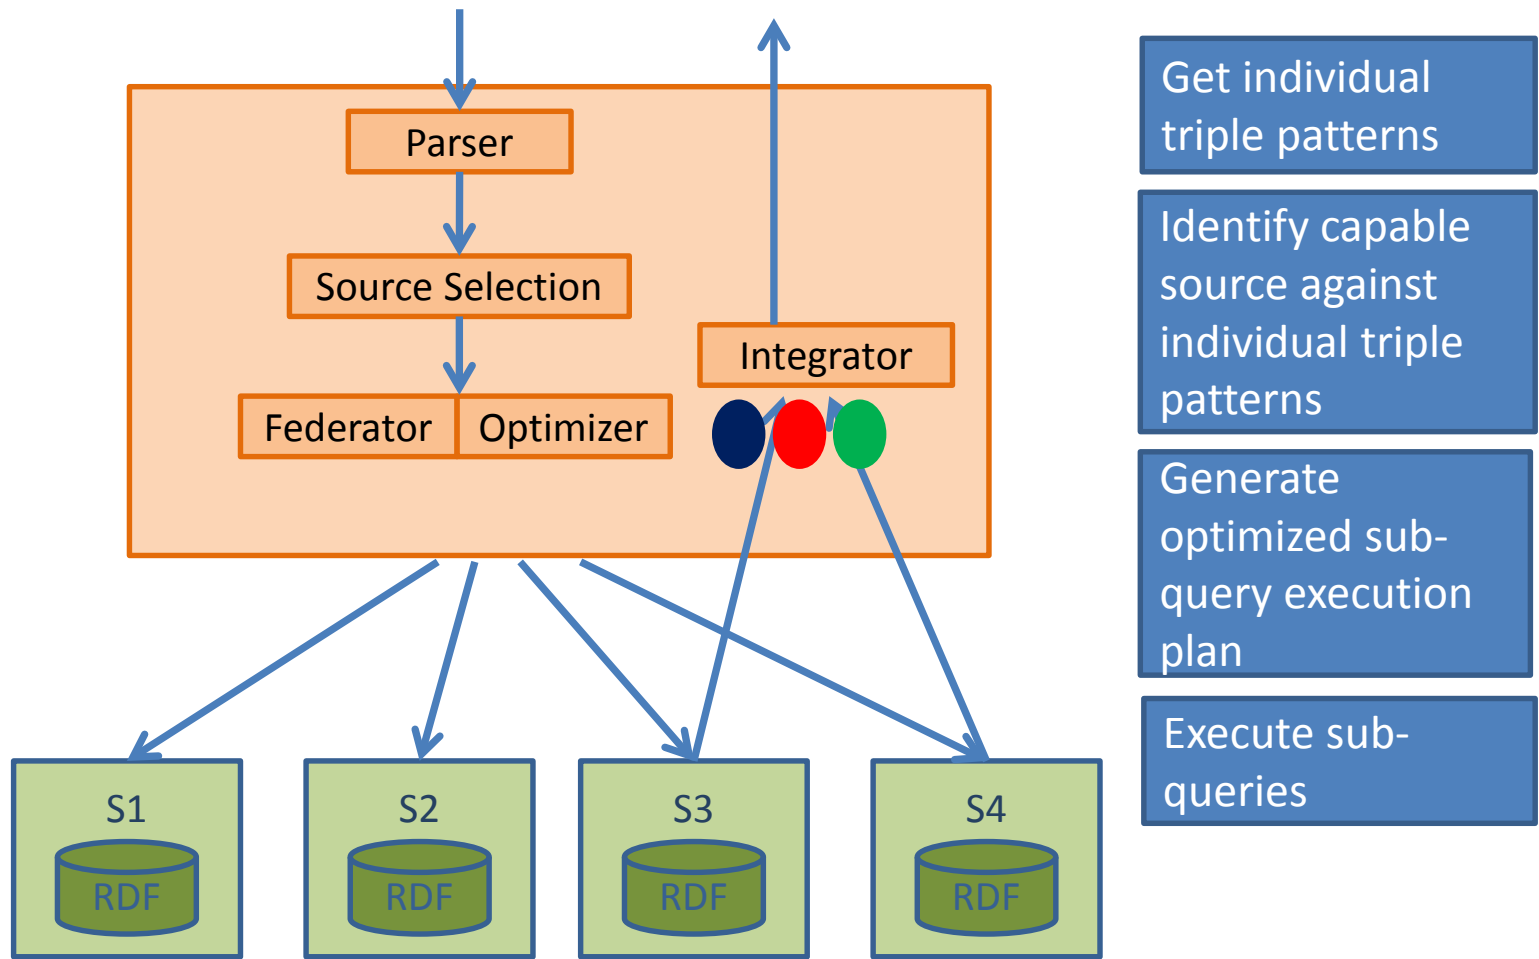 Parser
Source Selection
Integrator
Federator
Optimizer
S1
RDF
S2
RDF
S3
RDF
S4
RDF
Get individual
triple patterns
Identify capable
source against
individual triple
patterns
Generate
optimized sub-
query execution
plan
Execute sub-
queries